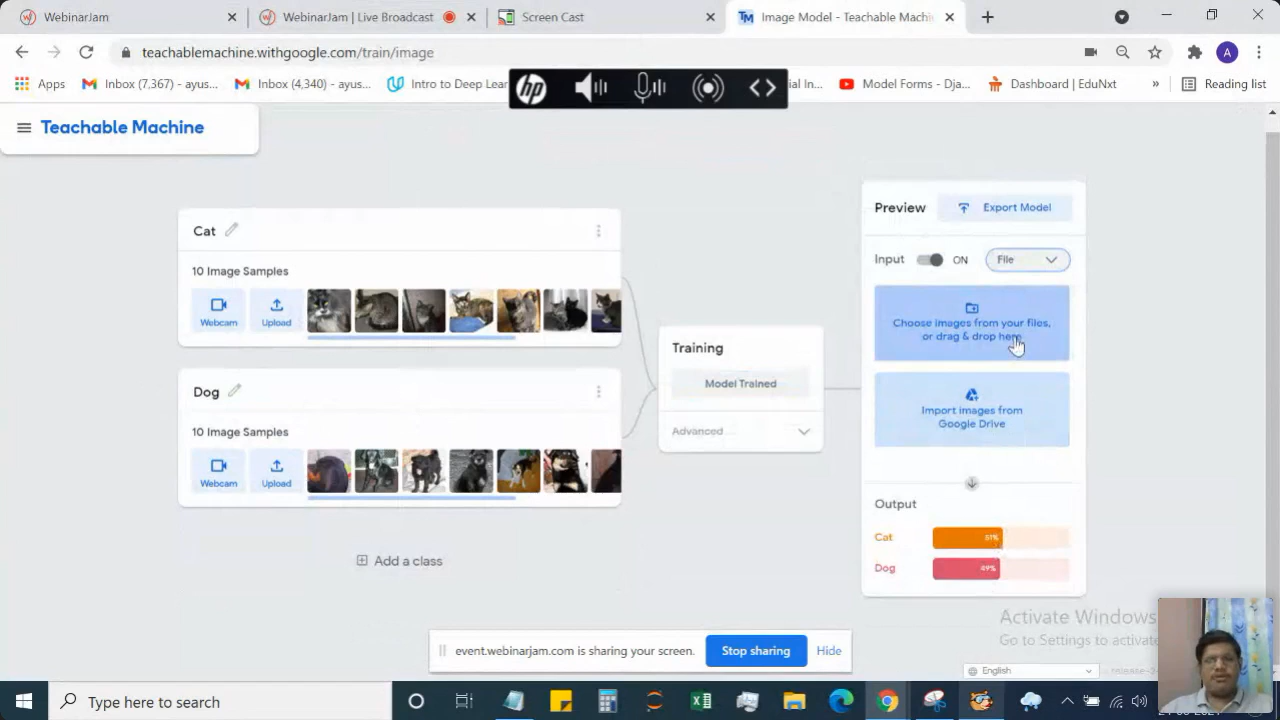 WebinarJam
WebinarJam | Live Broadcast
Screen Cast
Image Model - Teachable Machi
teachablemachine.withgoogle.com/train/image
A
Apps
Inbox (7,367) - ayus...
Inbox (4,340) - ayus...
Intro to Deep Lear
ial In...
Model Forms - Dja...
Dashboard | EduNxt
»
Reading list
hp
Teachable Machine
Cat
10 Image Samples
Webcam
Upload
Dog
10 Image Samples
Webcam
Upload
Add a class
Training
Model Trained
Advanced
Preview
Export Model
Input
ON
File
Choose images from your files,
or drag & drop here
Import images from
Google Drive
Output
Cat
51%
Dog
49%
Activate Windows
Go to Settings to activate
event.webinarjam.com is sharing your screen.
Stop sharing
Hide
English
Type here to search